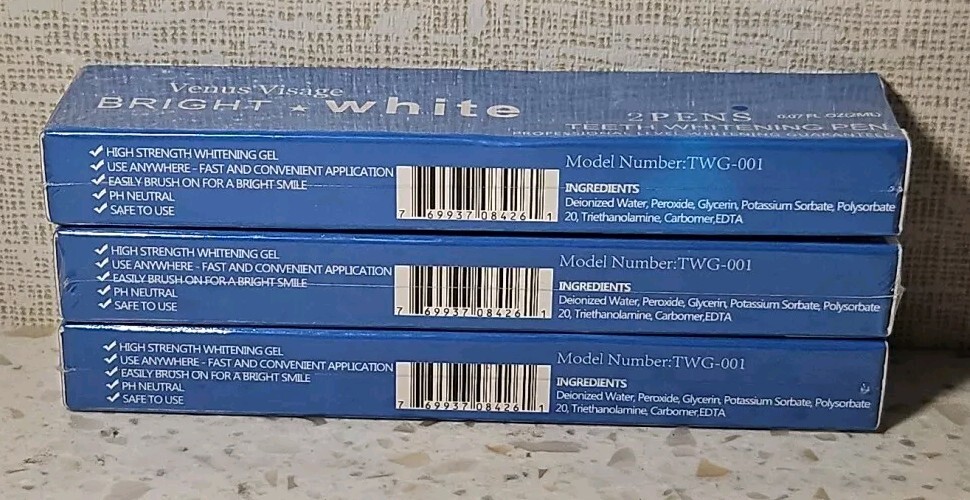 Venus Visage
BRIGHT ★ white
2 PENS 0.07 FL .OZ(2ML)
TEETH WHITENING PEN
✓ HIGH STRENGTH WHITENING GEL
✓ USE ANYWHERE - FAST AND CONVENIENT APPLICATION
✓ EASILY BRUSH ON FOR A BRIGHT SMILE
✓ PH NEUTRAL
✓ SAFE TO USE
7 69937 08426 1
Model Number:TWG-001
INGREDIENTS
Deionized Water, Peroxide, Glycerin, Potassium Sorbate, Polysorbate
20, Triethanolamine, Carbomer,EDTA
✓ HIGH STRENGTH WHITENING GEL
✓ USE ANYWHERE - FAST AND CONVENIENT APPLICATION
✓ EASILY BRUSH ON FOR A BRIGHT SMILE
✓ PH NEUTRAL
✓ SAFE TO USE
7 69937 08426 1
Model Number:TWG-001
INGREDIENTS
Deionized Water, Peroxide, Glycerin, Potassium Sorbate, Polysorbate
20, Triethanolamine, Carbomer,EDTA
✓ HIGH STRENGTH WHITENING GEL
✓ USE ANYWHERE - FAST AND CONVENIENT APPLICATION
✓ EASILY BRUSH ON FOR A BRIGHT SMILE
✓ PH NEUTRAL
✓ SAFE TO USE
7 69937 08426 1
Model Number:TWG-001
INGREDIENTS
Deionized Water, Peroxide, Glycerin, Potassium Sorbate, Polysorbate
20, Triethanolamine, Carbomer,EDTA